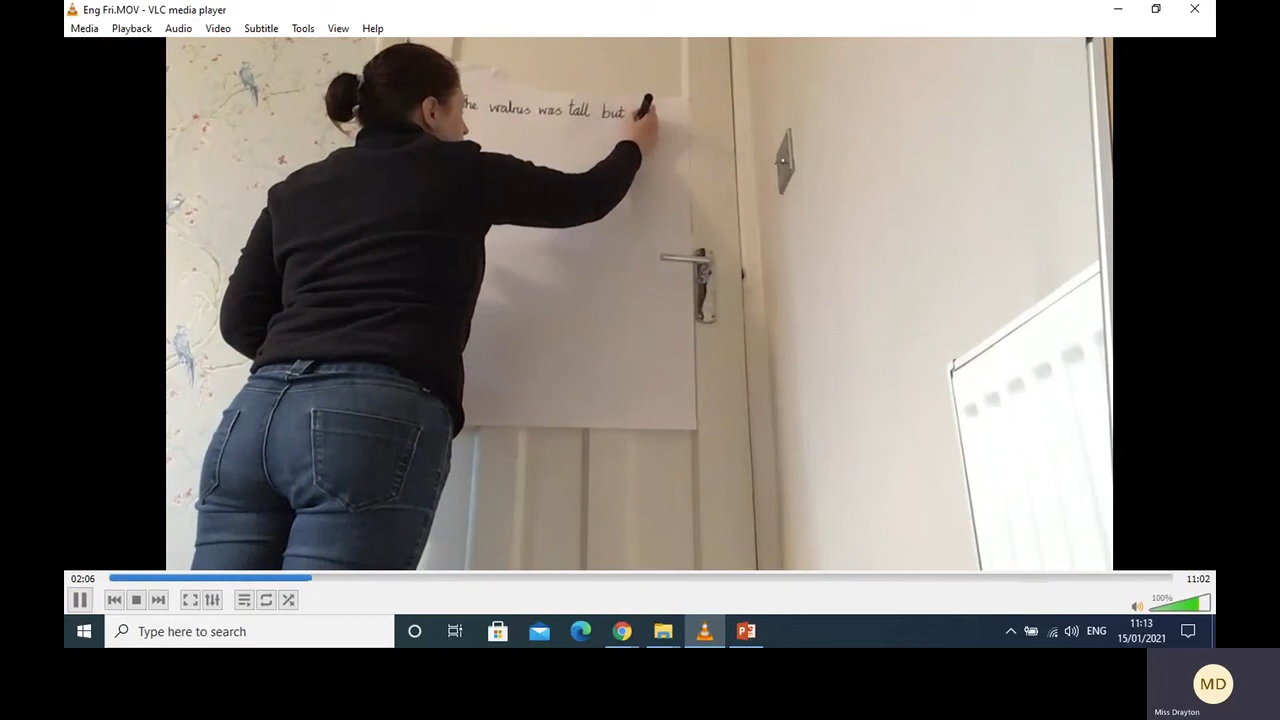 Eng Fri.MOV - VLC media player
Media Playback Audio Video Subtitle Tools View Help
he walrus was tall but
02:06
11:02
100%
Type here to search
ENG
11:13
15/01/2021
MD
Miss Drayton